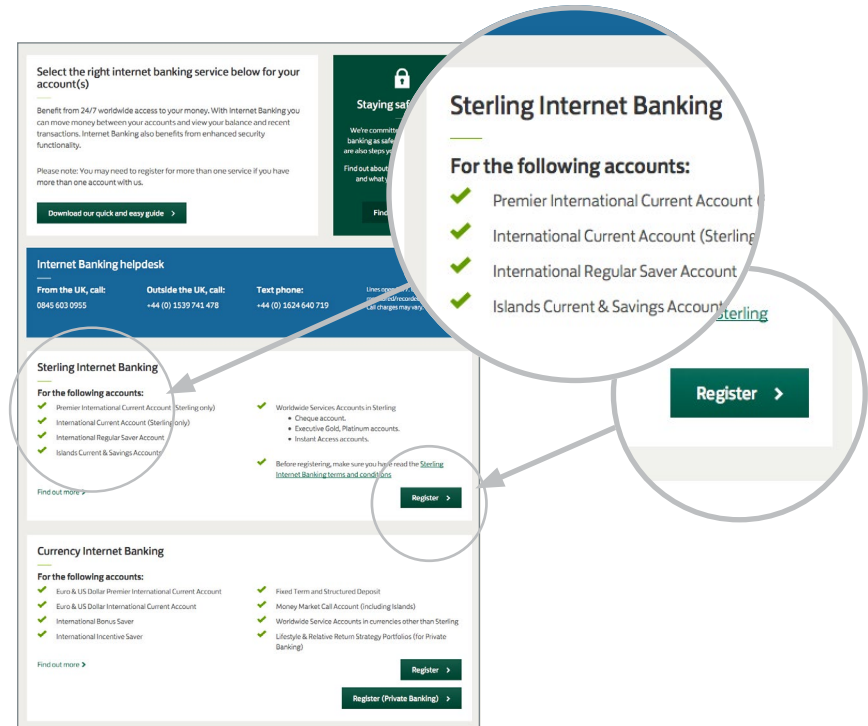 Select the right internet banking service below for your
account(s)
Benefit from 24/7 worldwide access to your money. With Internet Banking you
can move money between your accounts and view your balance and recent
transactions. Internet Banking also benefits from enhanced security
functionality.
Please note: You may need to register for more than one service if you have
more than one account with us.
Download our quick and easy guide >
Staying saf
We're committe
banking as safe
are also steps yo
Find out about
and what y
Find
Internet Banking helpdesk
From the UK, call:
0845 603 0955
Outside the UK, call:
+44 (0) 1539 741 478
Text phone:
+44 (0) 1624 640 719
Lines open
/recorded
call charges may vary.
Sterling Internet Banking
For the following accounts:
Premier International Current Account (
International Current Account (Sterling
International Regular Saver Account
Islands Current & Savings Account
Sterling
Register >
Sterling Internet Banking
For the following accounts:
Premier International Current Account (Sterling only)
International Current Account (Sterling only)
International Regular Saver Account
Islands Current & Savings Accounts
Find out more >
Worldwide Services Accounts in Sterling
• Cheque account.
• Executive Gold, Platinum accounts.
• Instant Access accounts.
Before registering, make sure you have read the Sterling
Internet Banking terms and conditions
Register >
Currency Internet Banking
For the following accounts:
Euro & US Dollar Premier International Current Account
Euro & US Dollar International Current Account
International Bonus Saver
International Incentive Saver
Find out more >
Fixed Term and Structured Deposit
Money Market Call Account (including Islands)
Worldwide Service Accounts in currencies other than Sterling
Lifestyle & Relative Return Strategy Portfolios (for Private
Banking)
Register >
Register (Private Banking) >